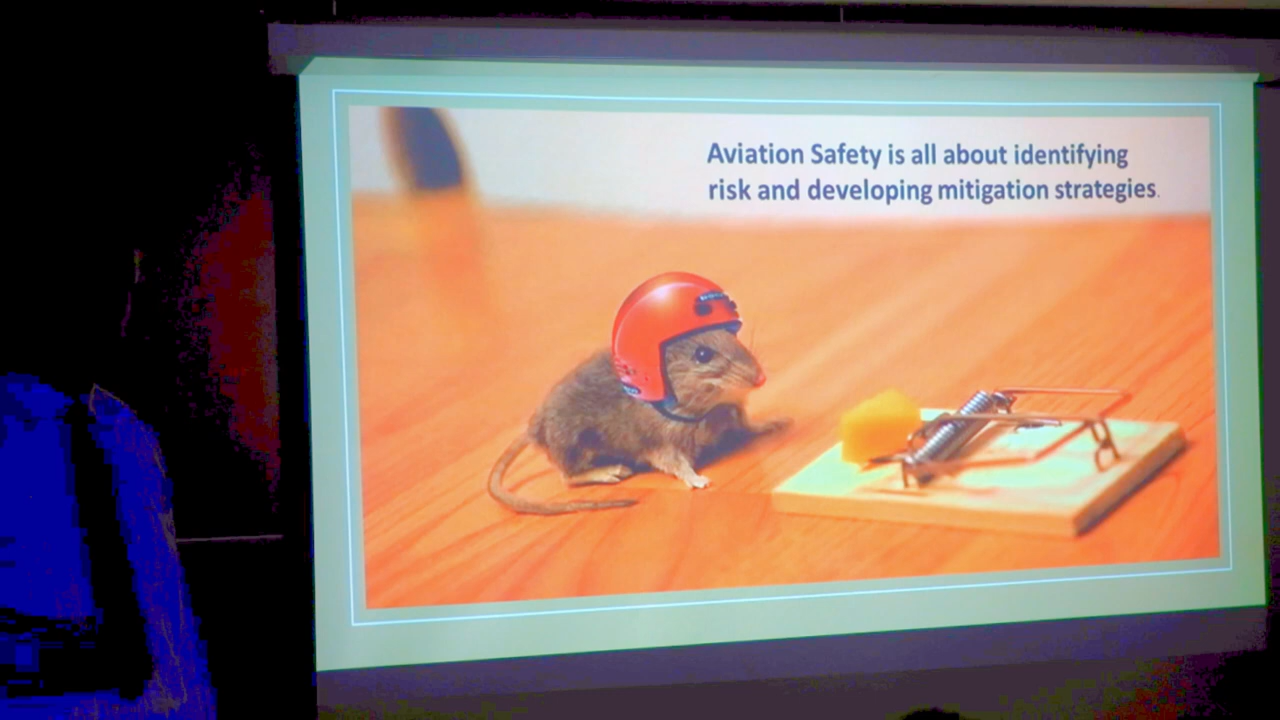 Aviation Safety is all about identifying
risk and developing mitigation strategies.